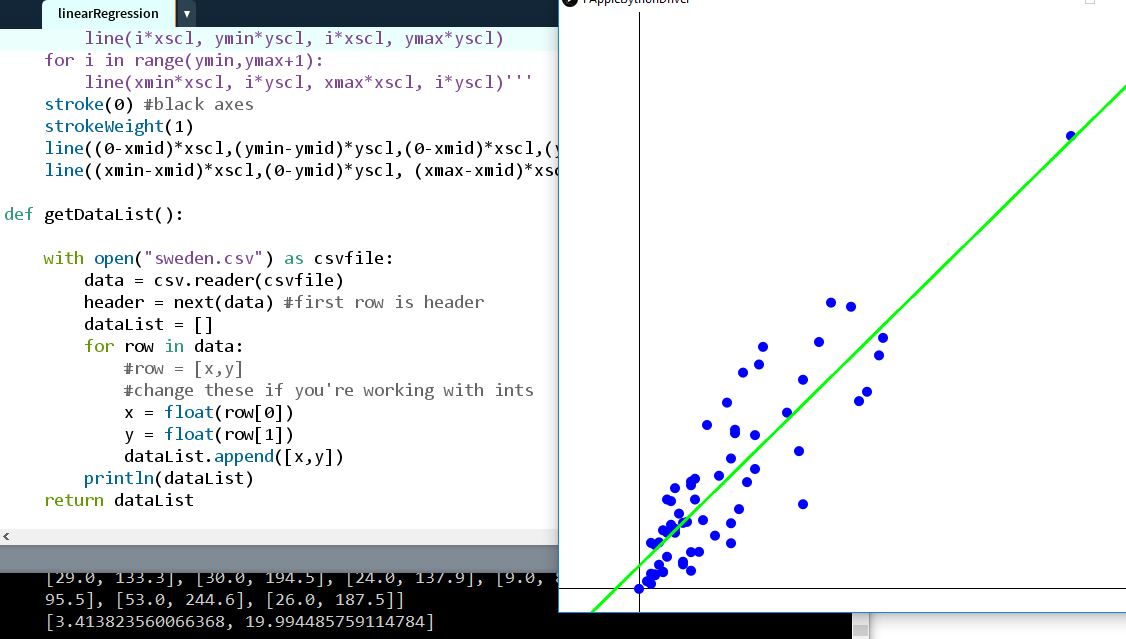 linearRegression
line(i*xscl, ymin*yscl, i*xscl, ymax*yscl)
for i in range(ymin,ymax+1):
line(xmin*xscl, i*yscl, xmax*xscl, i*yscl)'''
stroke(0) #black axes
strokeWeight(1)
line((0-xmid)*xscl,(ymin-ymid)*yscl,(0-xmid)*xscl,(y
line((xmin-xmid)*xscl,(0-ymid)*yscl, (xmax-xmid)*xsc
def getDataList():
with open("sweden.csv") as csvfile:
data = csv.reader(csvfile)
header = next(data) #first row is header
dataList = []
for row in data:
#row = [x,y]
#change these if you're working with ints
x = float(row[0])
y = float(row[1])
dataList.append([x,y])
println(dataList)
return dataList
[29.0, 133.3], [30.0, 194.5], [24.0, 137.9], [9.0,
95.5], [53.0, 244.6], [26.0, 187.5]]
[3.413823560066368, 19.994485759114784]